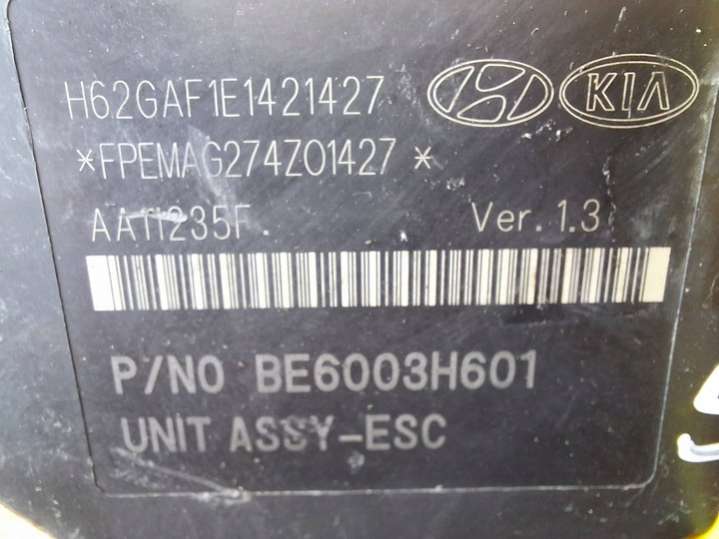 H62GAF1E1421427
KIA
*FPEMAG274Z01427*
AA11235F Ver. 1.3
P/NO BE6003H601
UNIT ASSY-ESC